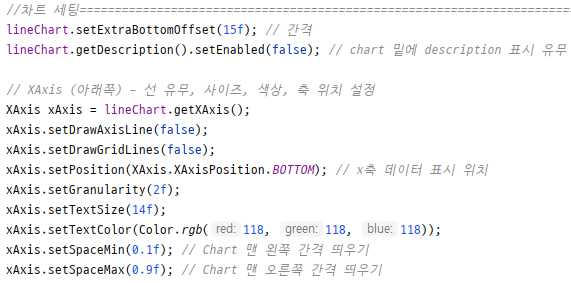 //차트 세팅======================================================================
lineChart.setExtraBottomOffset(15f); // 간격
lineChart.getDescription().setEnabled(false); // chart 밑에 description 표시 유무
// XAxis (아래쪽) - 선 유무, 사이즈, 색상, 축 위치 설정
XAxis xAxis = lineChart.getXAxis();
xAxis.setDrawAxisLine(false);
xAxis.setDrawGridLines(false);
xAxis.setPosition(XAxis.XAxisPosition.BOTTOM); // x축 데이터 표시 위치
xAxis.setGranularity(2f);
xAxis.setTextSize(14f);
xAxis.setTextColor(Color.rgb( red: 118, green: 118, blue: 118));
xAxis.setSpaceMin(0.1f); // Chart 맨 왼쪽 간격 띄우기
xAxis.setSpaceMax(0.9f); // Chart 맨 오른쪽 간격 띄우기